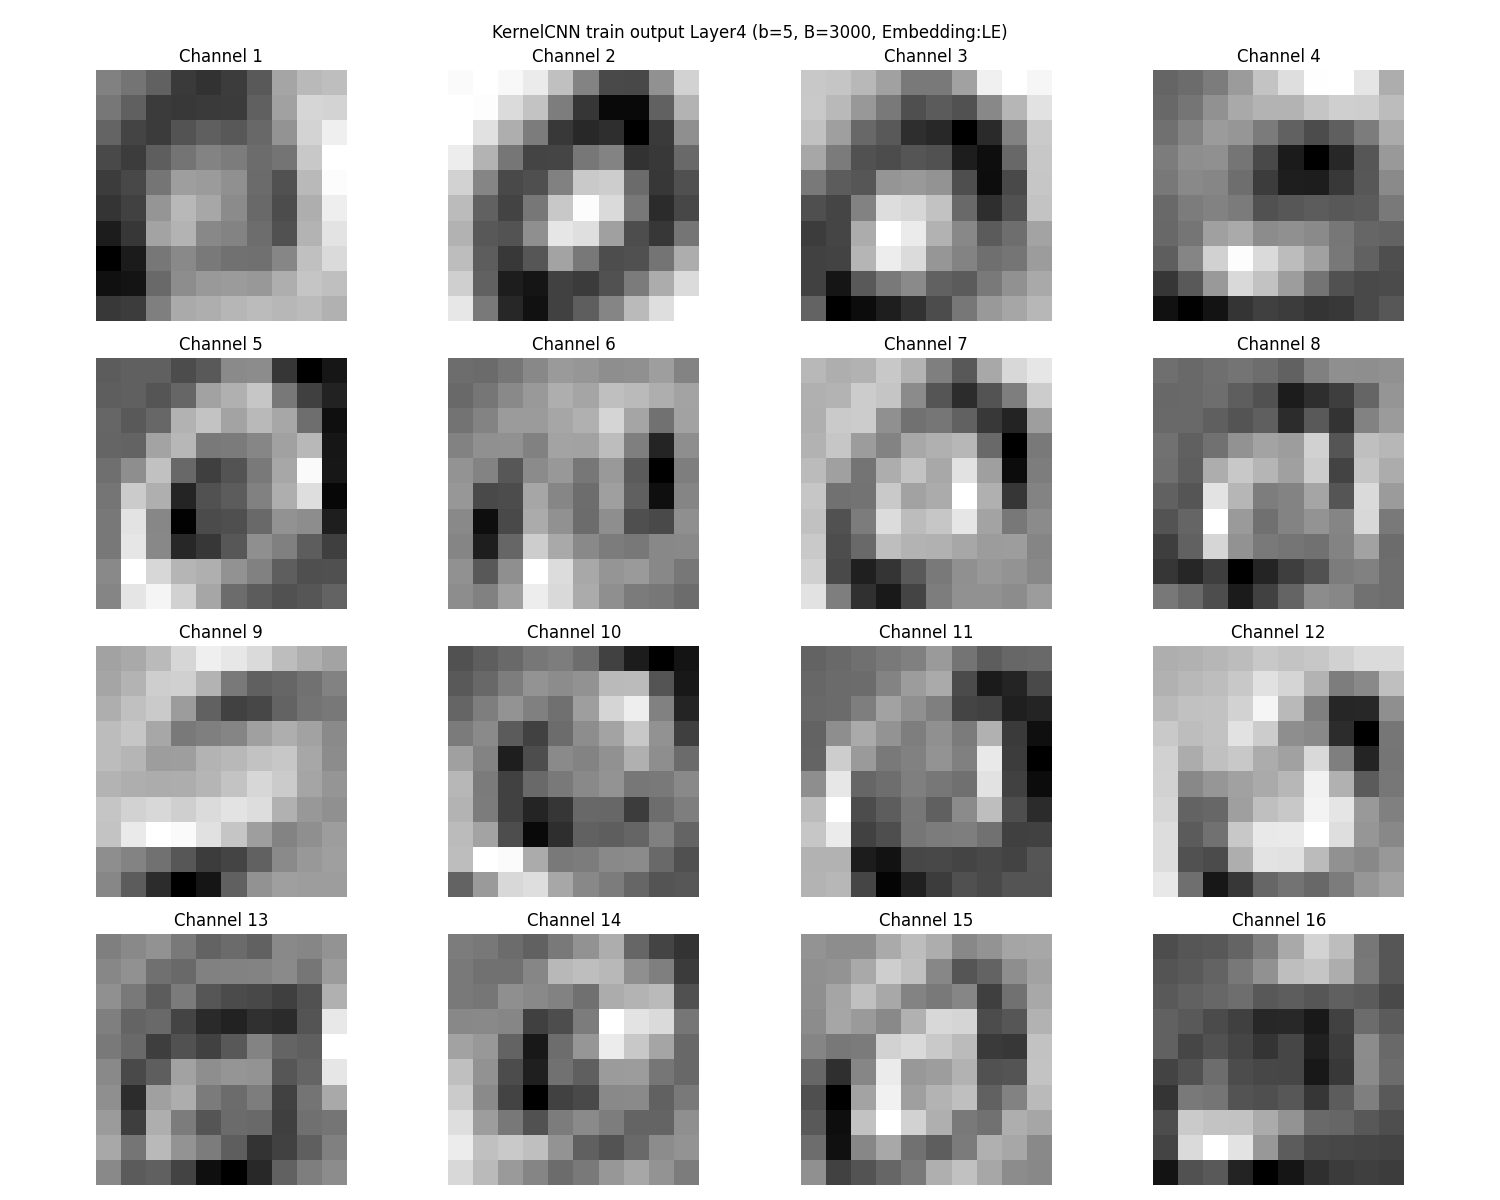 KernelCNN train output Layer4 (b=5, B=3000, Embedding:LE)
Channel 1
Channel 2
Channel 3
Channel 4
Channel 5
Channel 6
Channel 7
Channel 8
Channel 9
Channel 10
Channel 11
Channel 12
Channel 13
Channel 14
Channel 15
Channel 16